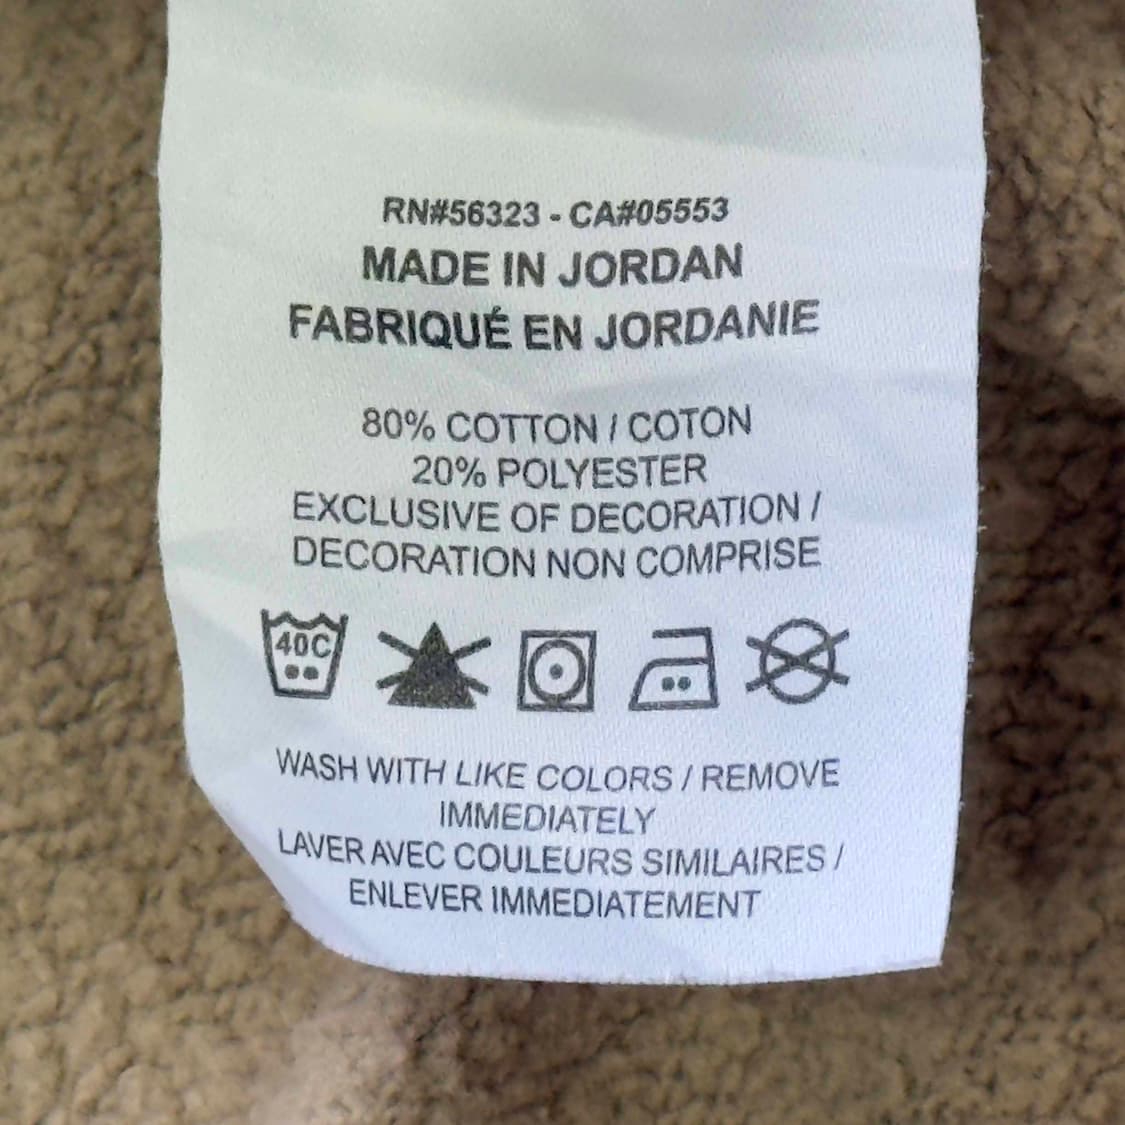 RN#56323 - CA#05553
MADE IN JORDAN
FABRIQUÉ EN JORDANIE
80% COTTON / COTON
20% POLYESTER
EXCLUSIVE OF DECORATION /
DECORATION NON COMPRISE
40C
WASH WITH LIKE COLORS / REMOVE
IMMEDIATELY
LAVER AVEC COULEURS SIMILAIRES /
ENLEVER IMMEDIATEMENT